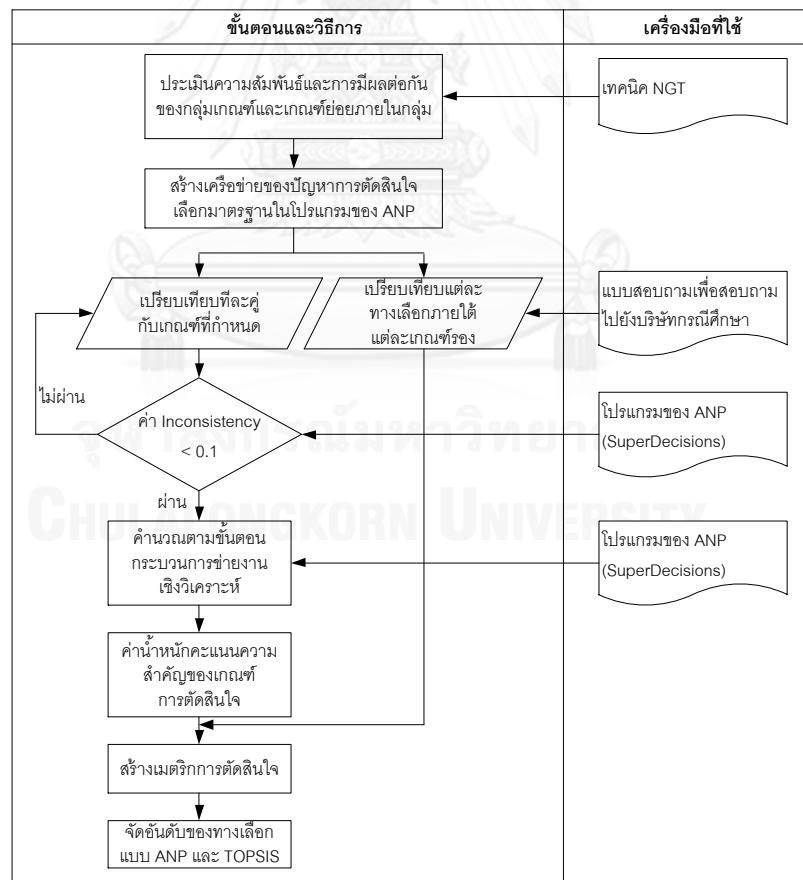 ขั้นตอนและวิธีการ
เครื่องมือที่ใช้
ประเมินความสัมพันธ์และการมีผลต่อกัน
ของกลุ่มเกณฑ์และเกณฑ์ย่อยภายในกลุ่ม
เทคนิค NGT
สร้างเครือข่ายของปัญหาการตัดสินใจ
เลือกมาตรฐานในโปรแกรมของ ANP
เปรียบเทียบทีละคู่
กับเกณฑ์ที่กำหนด
เปรียบเทียบแต่ละ
ทางเลือกภายใต้
แต่ละเกณฑ์รอง
แบบสอบถามเพื่อสอบถาม
ไปยังบริษัทกรณีศึกษา
ไม่ผ่าน
ค่า Inconsistency
< 0.1
โปรแกรมของ ANP
(SuperDecisions)
จุฬาลงกรณ์มหาวิทยาลัย
ผ่าน
CHULALONGKORN UNIVERSITY
คำนวณตามขั้นตอน
กระบวนการข่ายงาน
เชิงวิเคราะห์
โปรแกรมของ ANP
(SuperDecisions)
ค่าน้ำหนักคะแนนความ
สำคัญของเกณฑ์
การตัดสินใจ
สร้างเมตริกการตัดสินใจ
จัดอันดับของทางเลือก
แบบ ANP และ TOPSIS